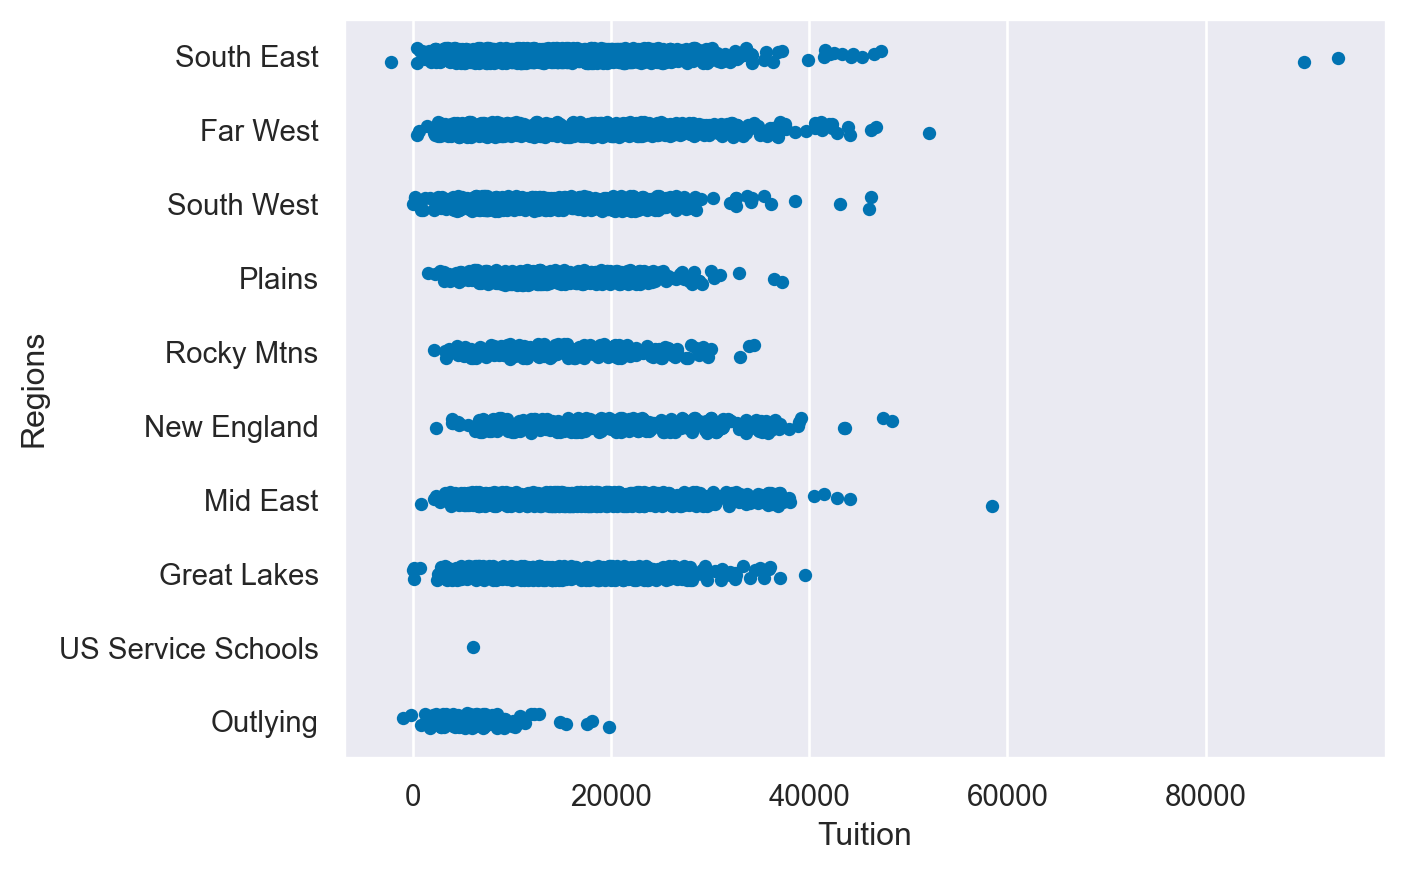 Regions
South East
Far West
South West
Plains
Rocky Mtns
New England
Mid East
Great Lakes
US Service Schools
Outlying
0 20000 40000 60000 80000
Tuition